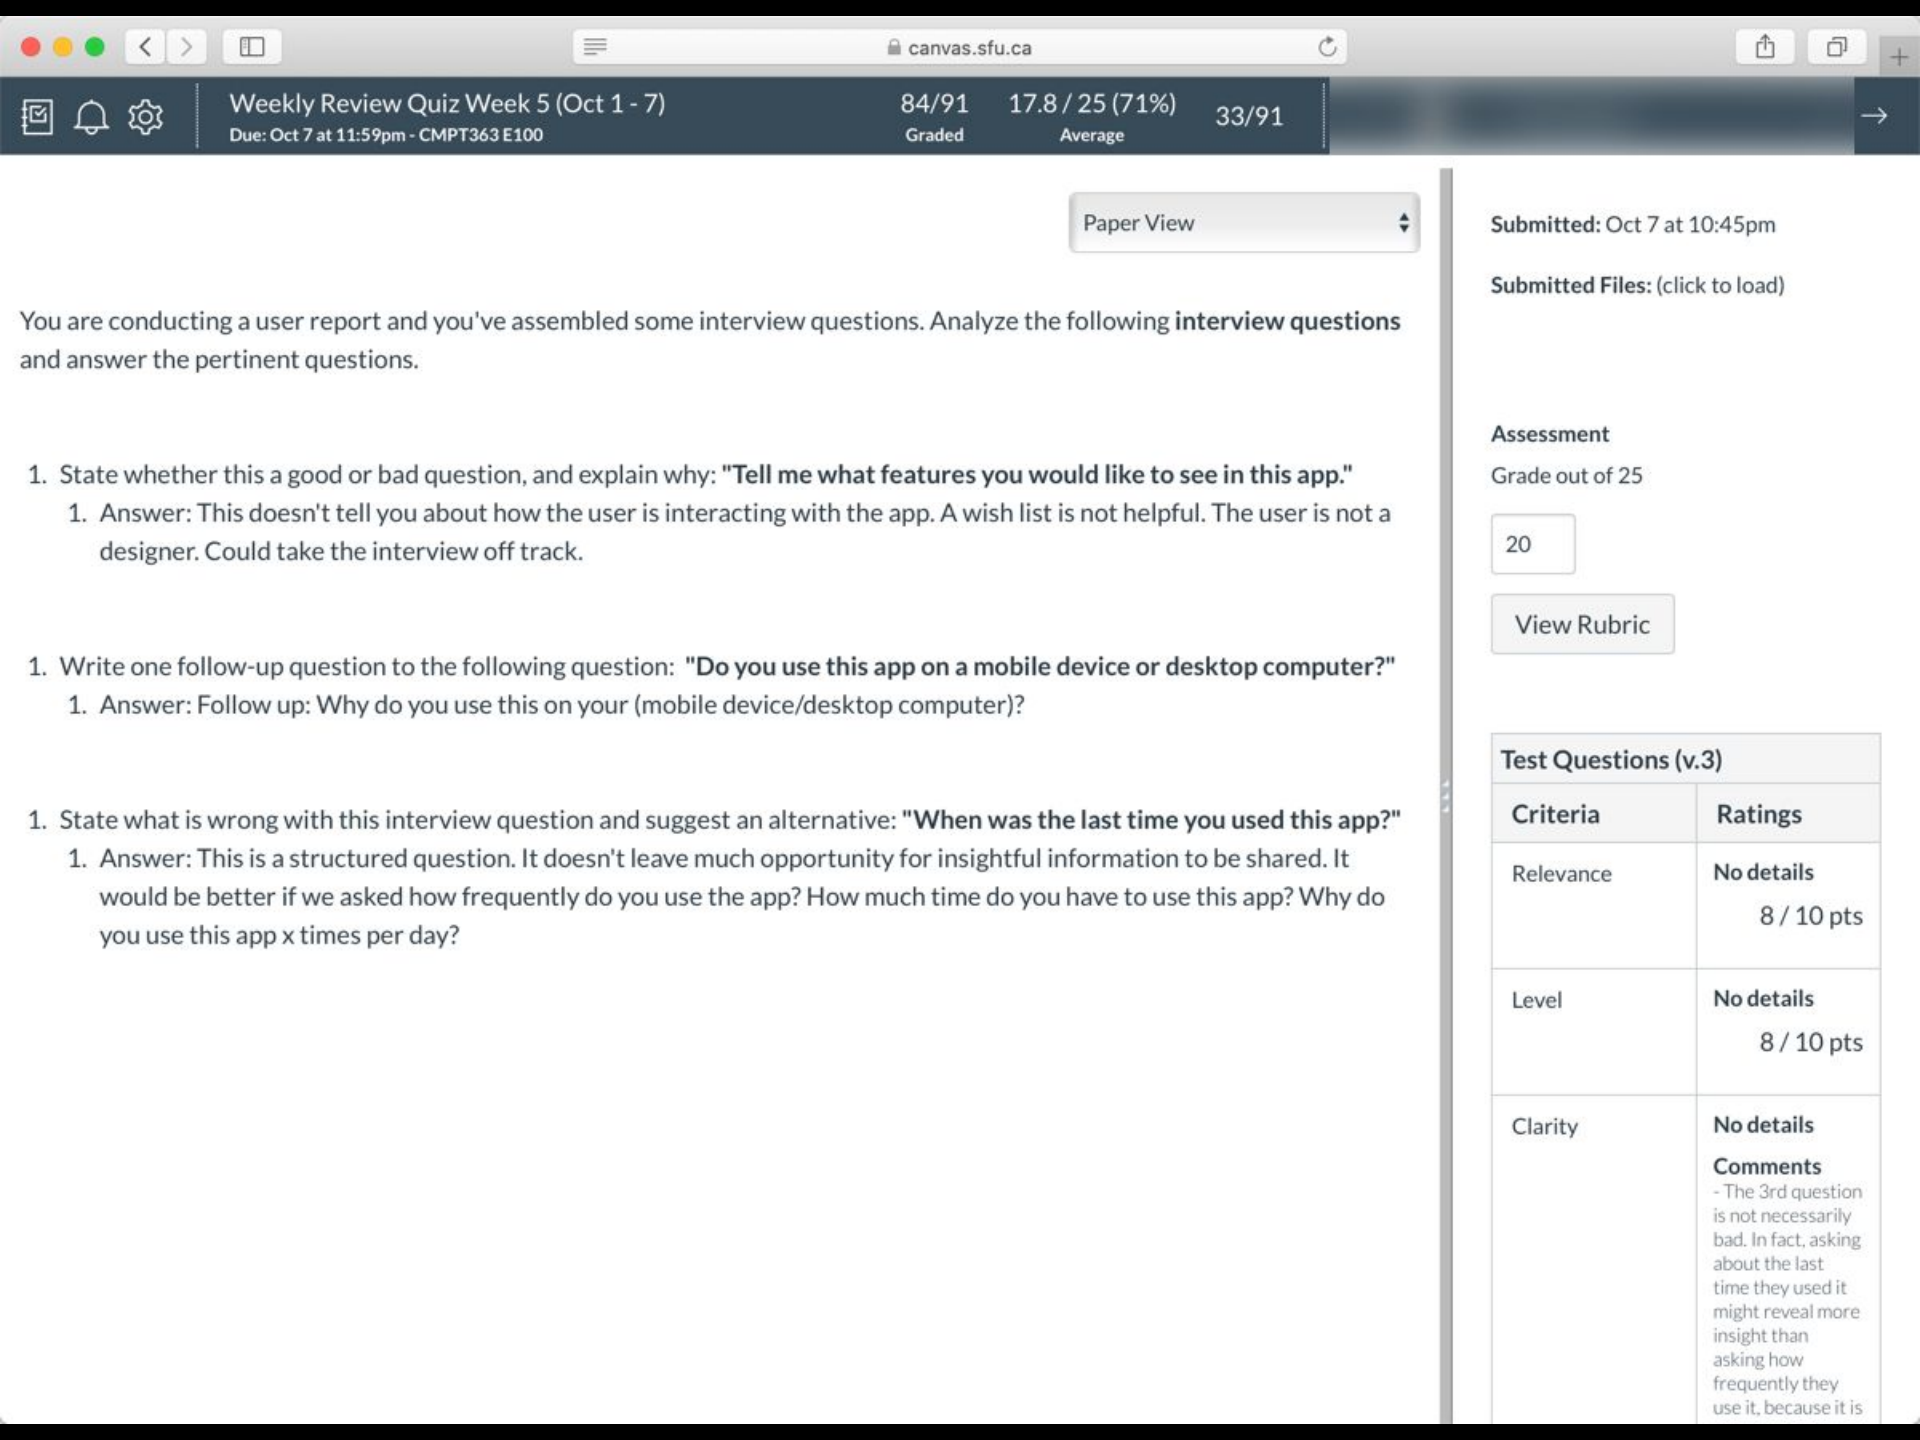 canvas.sfu.ca
Weekly Review Quiz Week 5 (Oct 1 - 7)
Due: Oct 7 at 11:59pm - CMPT363 E100
84/91
Graded
17.8 / 25 (71%)
Average
33/91
Paper View
You are conducting a user report and you've assembled some interview questions. Analyze the following interview questions
and answer the pertinent questions.
1. State whether this a good or bad question, and explain why: "Tell me what features you would like to see in this app."
1. Answer: This doesn't tell you about how the user is interacting with the app. A wish list is not helpful. The user is not a
designer. Could take the interview off track.
1. Write one follow-up question to the following question: "Do you use this app on a mobile device or desktop computer?"
1. Answer: Follow up: Why do you use this on your (mobile device/desktop computer)?
1. State what is wrong with this interview question and suggest an alternative: "When was the last time you used this app?"
1. Answer: This is a structured question. It doesn't leave much opportunity for insightful information to be shared. It
would be better if we asked how frequently do you use the app? How much time do you have to use this app? Why do
you use this app x times per day?
Submitted: Oct 7 at 10:45pm
Submitted Files: (click to load)
Assessment
Grade out of 25
20
View Rubric
Test Questions (v.3)
Criteria
Ratings
Relevance
No details
8 / 10 pts
Level
No details
8 / 10 pts
Clarity
No details
Comments
- The 3rd question
is not necessarily
bad. In fact, asking
about the last
time they used it
might reveal more
insight than
asking how
frequently they
use it, because it is